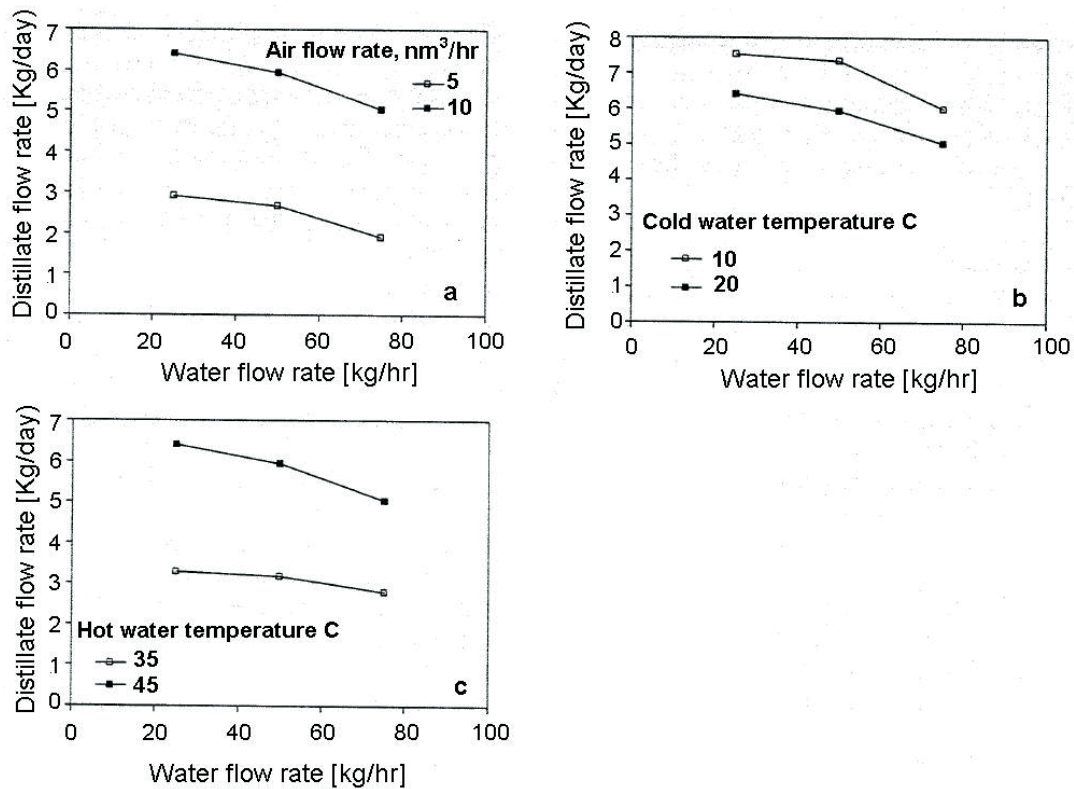 7
6
5
4
3
2
1
0
Distillate flow rate [Kg/day]
Air flow rate, nm³/hr
5
10
a
0 20 40 60 80 100
Water flow rate [kg/hr]
8
7
6
5
4
3
2
1
0
Distillate flow rate [Kg/day]
Cold water temperature C
10
20
b
0 20 40 60 80 100
Water flow rate [kg/hr]
7
6
5
4
3
2
1
0
Distillate flow rate [Kg/day]
Hot water temperature C
35
45
c
0 20 40 60 80 100
Water flow rate [kg/hr]